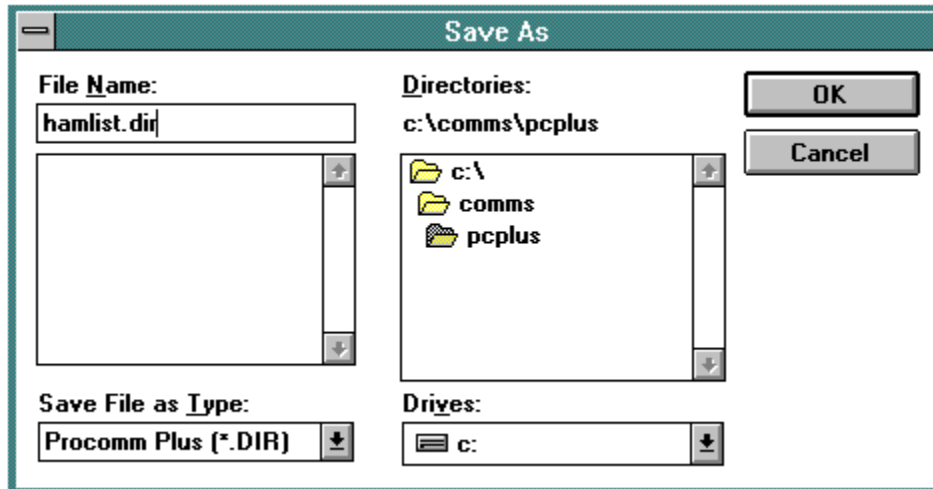 Save As
File Name:
hamlist.dir
Directories:
c:\comms\pcplus
c:\
comms
pcplus
OK
Cancel
Save File as Type:
Procomm Plus (*.DIR)
Drives:
c: